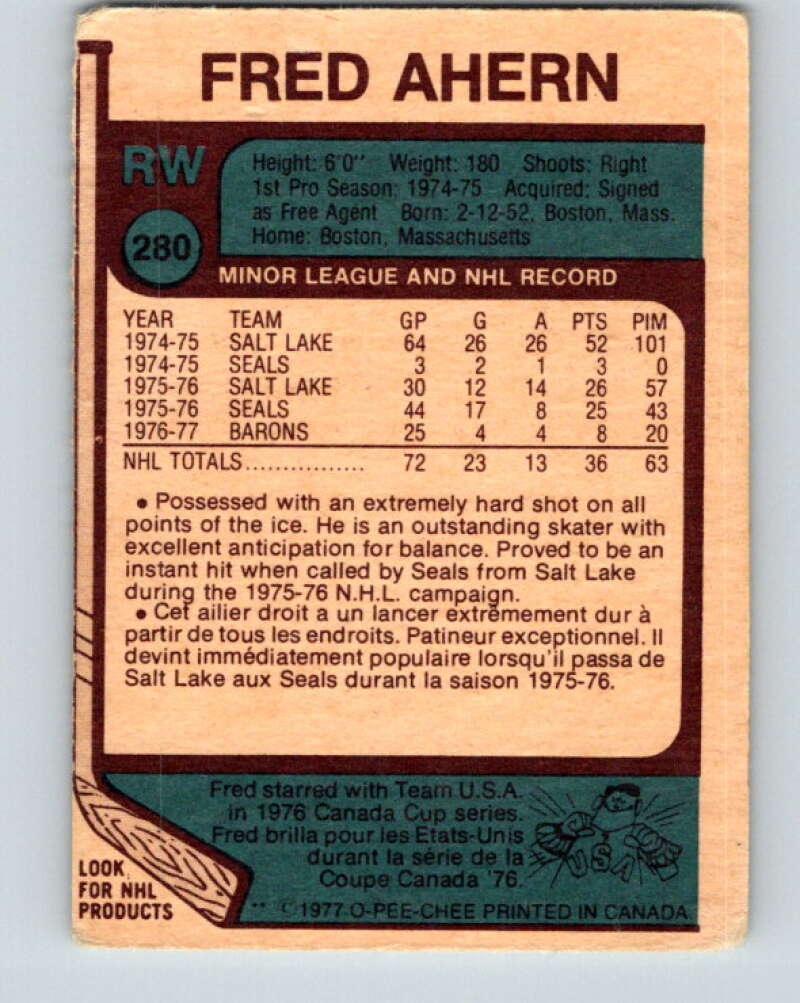 FRED AHERN
RW
Height: 6'0'' Weight: 180 Shoots: Right
1st Pro Season: 1974-75 Acquired: Signed
as Free Agent Born: 2-12-52, Boston, Mass.
Home: Boston, Massachusetts
280
MINOR LEAGUE AND NHL RECORD
YEAR TEAM GP G A PTS PIM
1974-75 SALT LAKE 64 26 26 52 101
1974-75 SEALS 3 2 1 3 0
1975-76 SALT LAKE 30 12 14 26 57
1975-76 SEALS 44 17 8 25 43
1976-77 BARONS 25 4 4 8 20
NHL TOTALS................ 72 23 13 36 63
• Possessed with an extremely hard shot on all
points of the ice. He is an outstanding skater with
excellent anticipation for balance. Proved to be an
instant hit when called by Seals from Salt Lake
during the 1975-76 N.H.L. campaign.
• Cet ailier droit a un lancer extrêmement dur à
partir de tous les endroits. Patineur exceptionnel. Il
devint immédiatement populaire lorsqu'il passa de
Salt Lake aux Seals durant la saison 1975-76.
Fred starred with Team U.S.A.
in 1976 Canada Cup series.
Fred brilla pour les Etats-Unis
durant la série de la
Coupe Canada '76.
USA
LOOK
FOR NHL
PRODUCTS
** ©1977 O-PEE-CHEE PRINTED IN CANADA